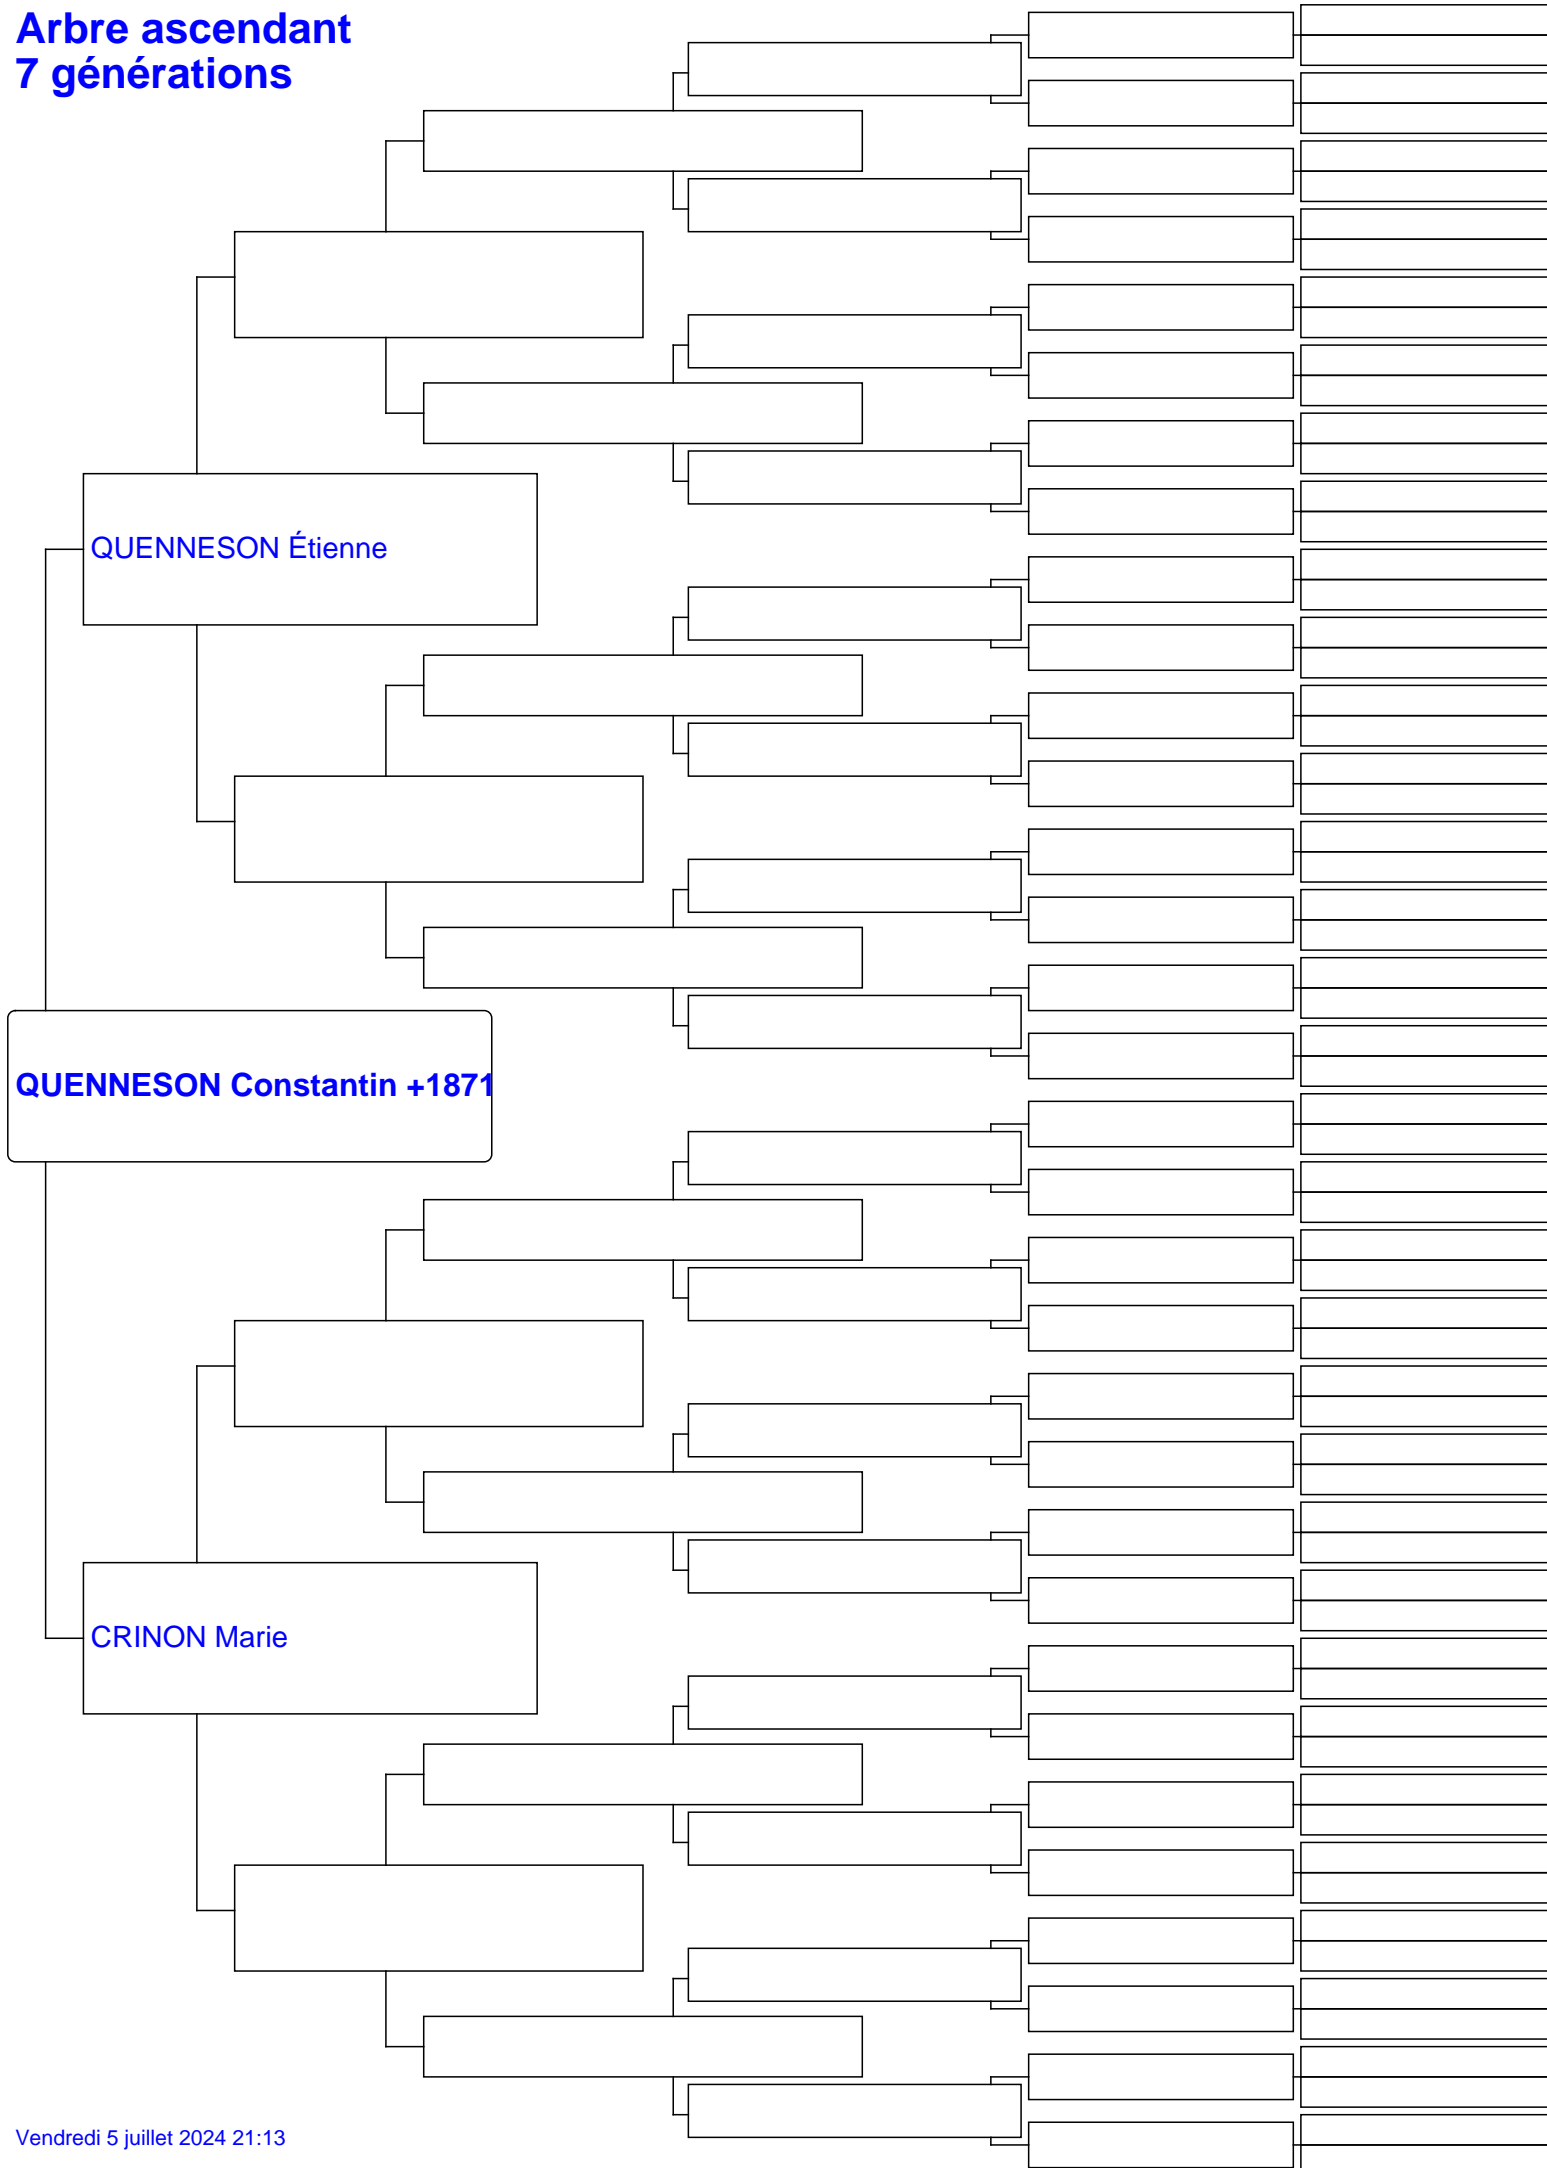 Arbre ascendant
7 générations
QUENNESON Étienne
QUENNESON Constantin +1871
CRINON Marie
Vendredi 5 juillet 2024 21:13